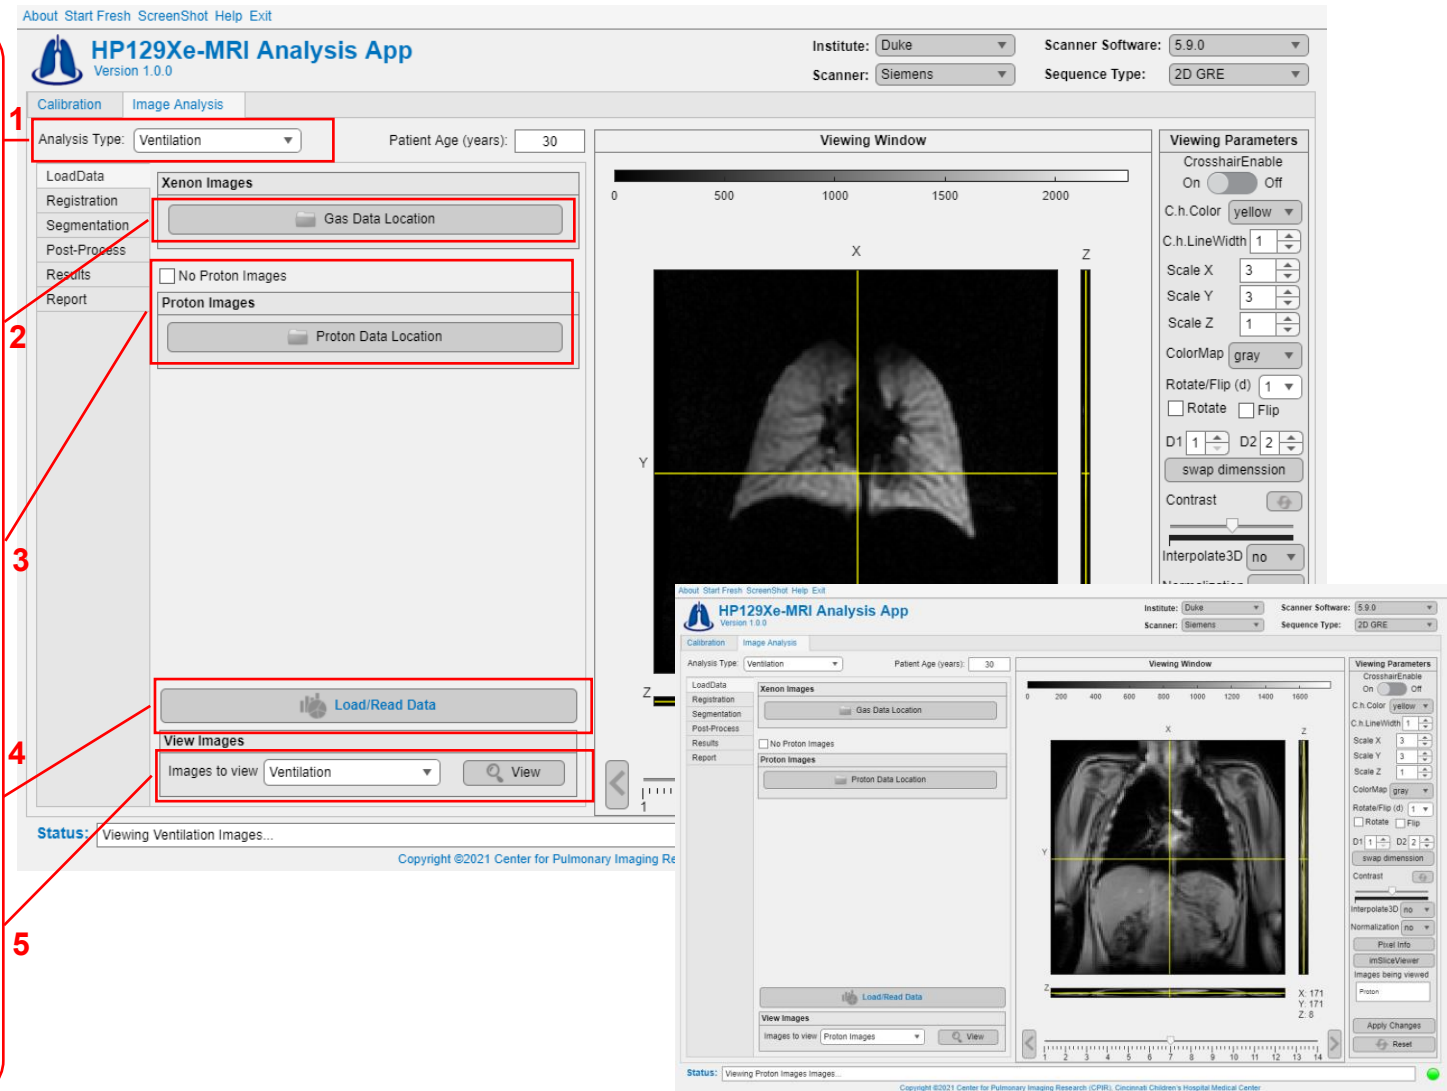 About Start Fresh ScreenShot Help Exit
HP129Xe-MRI Analysis App
Version 1.0.0
Institute: Duke
Scanner Software: 5.9.0
Scanner: Siemens
Sequence Type: 2D GRE
Calibration Image Analysis
1
Analysis Type: Ventilation
Patient Age (years): 30
LoadData
Registration
Segmentation
Post-Process
Results
Report
Xenon Images
Gas Data Location
No Proton Images
Proton Images
Proton Data Location
2
3
4
5
Load/Read Data
View Images
Images to view Ventilation View
Viewing Window
0 500 1000 1500 2000
X
Z
Y
Z
1
Viewing Parameters
CrosshairEnable
On Off
C.h.Color yellow
C.h.LineWidth 1
Scale X 3
Scale Y 3
Scale Z 1
ColorMap gray
Rotate/Flip (d) 1
Rotate Flip
D1 1 D2 2
swap dimenssion
Contrast
Interpolate3D no
Normalization
Status: Viewing Ventilation Images...
Copyright ©2021 Center for Pulmonary Imaging Re
About Start Fresh ScreenShot Help Exit
HP129Xe-MRI Analysis App
Version 1.0.0
Institute: Duke
Scanner Software: 5.9.0
Scanner: Siemens
Sequence Type: 2D GRE
Calibration Image Analysis
Analysis Type: Ventilation
Patient Age (years): 30
LoadData
Registration
Segmentation
Post-Process
Results
Report
Xenon Images
Gas Data Location
No Proton Images
Proton Images
Proton Data Location
Load/Read Data
View Images
Images to view Proton Images View
Viewing Window
0 200 400 600 800 1000 1200 1400 1600
X
Z
Y
Z
X: 171
Y: 171
Z: 8
1 2 3 4 5 6 7 8 9 10 11 12 13 14
Viewing Parameters
CrosshairEnable
On Off
C.h.Color yellow
C.h.LineWidth 1
Scale X 3
Scale Y 3
Scale Z 1
ColorMap gray
Rotate/Flip (d) 1
Rotate Flip
D1 1 D2 2
swap dimenssion
Contrast
Interpolate3D no
Normalization no
Pixel Info
imSliceViewer
Images being viewed
Proton
Apply Changes
Reset
Status: Viewing Proton Images Images...
Copyright ©2021 Center for Pulmonary Imaging Research (CPIR), Cincinnati Children's Hospital Medical Center